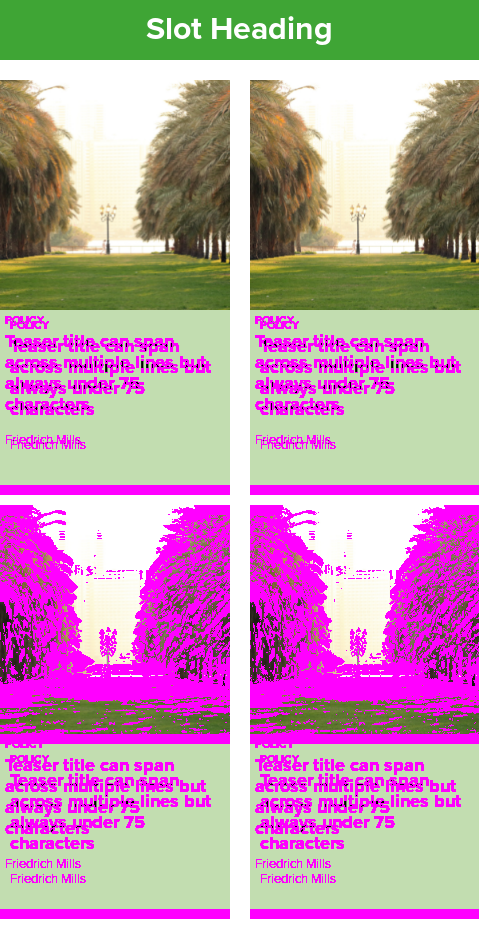 Slot Heading
POLICY
POLICY
Teaser title can span
Teaser title can span
across multiple lines but
across multiple lines but
always under 75
always under 75
characters
characters
Friedrich Mills
Friedrich Mills
POLICY
POLICY
Teaser title can span
Teaser title can span
across multiple lines but
across multiple lines but
always under 75
always under 75
characters
characters
Friedrich Mills
Friedrich Mills
POLICY
POLICY
Teaser title can span
Teaser title can span
across multiple lines but
across multiple lines but
always under 75
always under 75
characters
characters
Friedrich Mills
Friedrich Mills
POLICY
POLICY
Teaser title can span
Teaser title can span
across multiple lines but
across multiple lines but
always under 75
always under 75
characters
characters
Friedrich Mills
Friedrich Mills